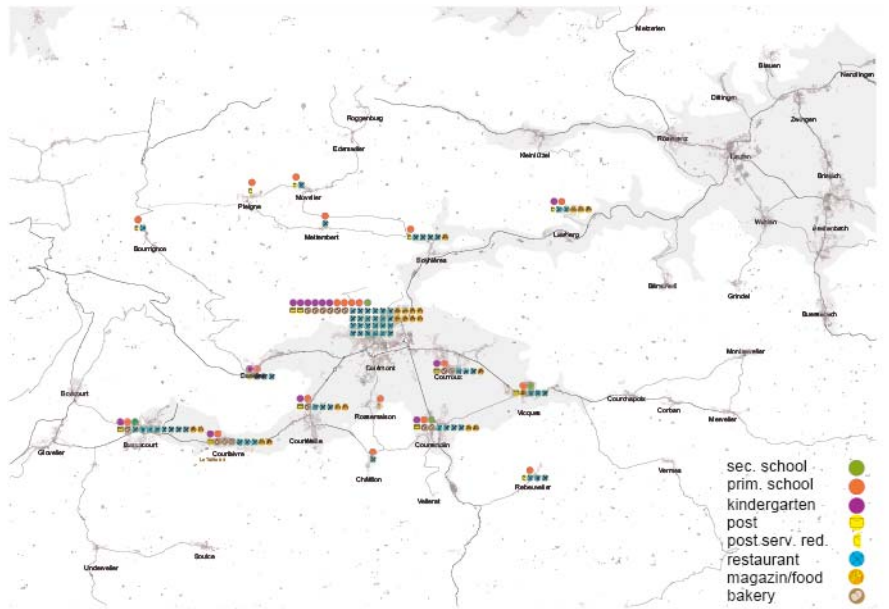 Metzerlen
Blauen
Nenzlingen
Dittingen
Zwingen
Roggenburg
Röschenz
Ederswiler
Laufen
Kleinlützel
Brislach
Movelier
Pleigne
Wahlen
Mettembert
Liesberg
Bourrignon
Soyhières
Bärschwil
Grindel
Büsserach
Delémont
Montsevelier
Courroux
Boécourt
Rossemaison
Vicques
Courchapoix
Corban
Mervelier
Bassecourt
Courtételle
Courrendlin
Glovelier
Courfaivre
Châtillon
Vermes
Rebeuvelier
Vellerat
Soulce
Undervelier
sec. school
prim. school
kindergarten
post
post.serv. red.
restaurant
magazin/food
bakery